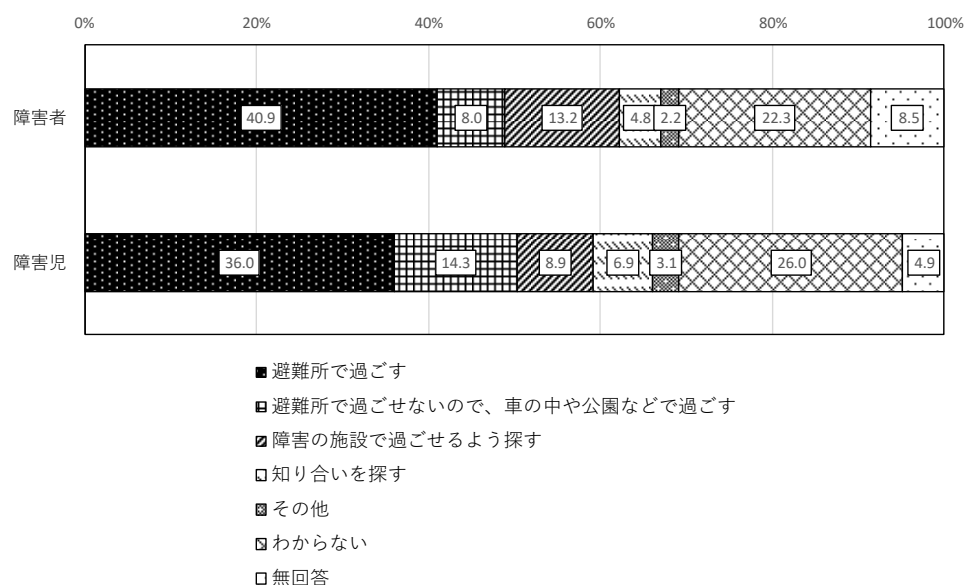 0% 20% 40% 60% 80% 100%
障害者 40.9 8.0 13.2 4.8 2.2 22.3 8.5
障害児 36.0 14.3 8.9 6.9 3.1 26.0 4.9
避難所で過ごす
避難所で過ごせないので、車の中や公園などで過ごす
障害の施設で過ごせるよう探す
知り合いを探す
その他
わからない
無回答